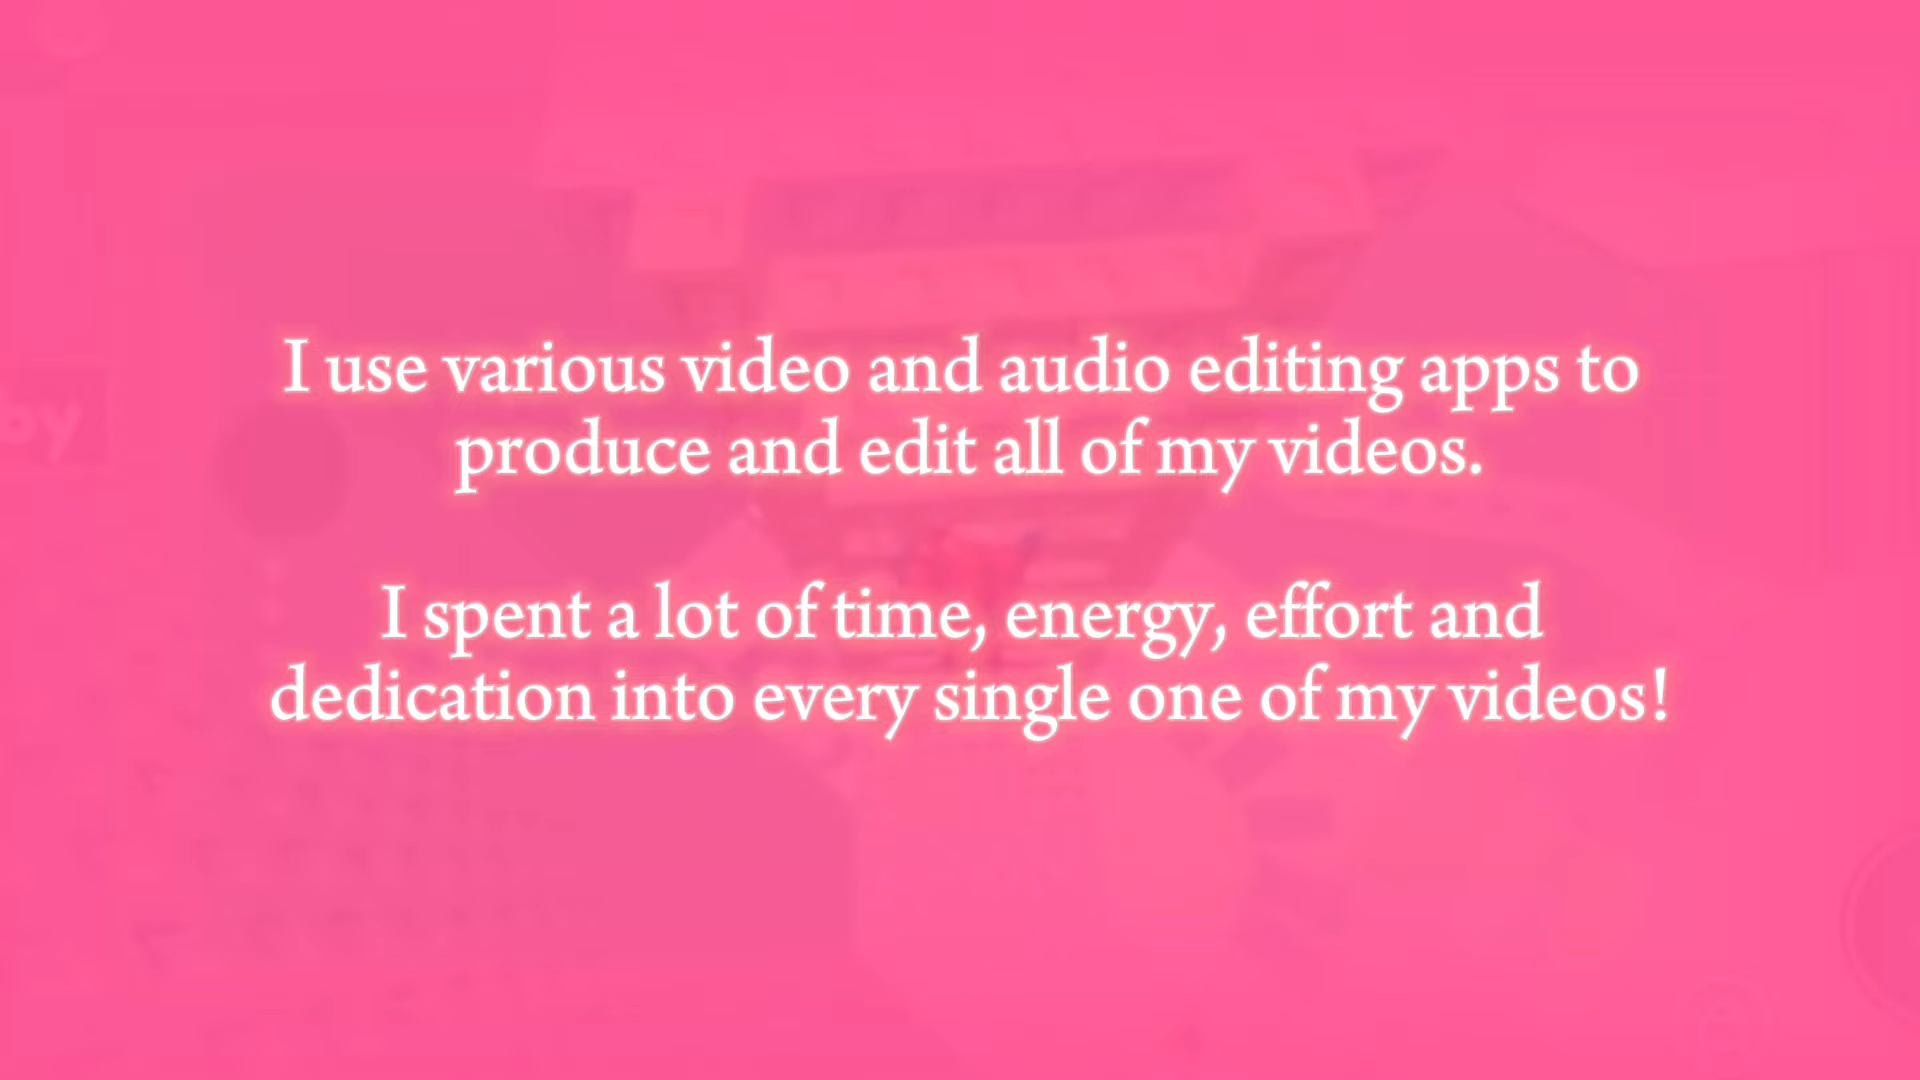 I use various video and audio editing apps to
produce and edit all of my videos.
I spent a lot of time, energy, effort and
dedication into every single one of my videos!
by